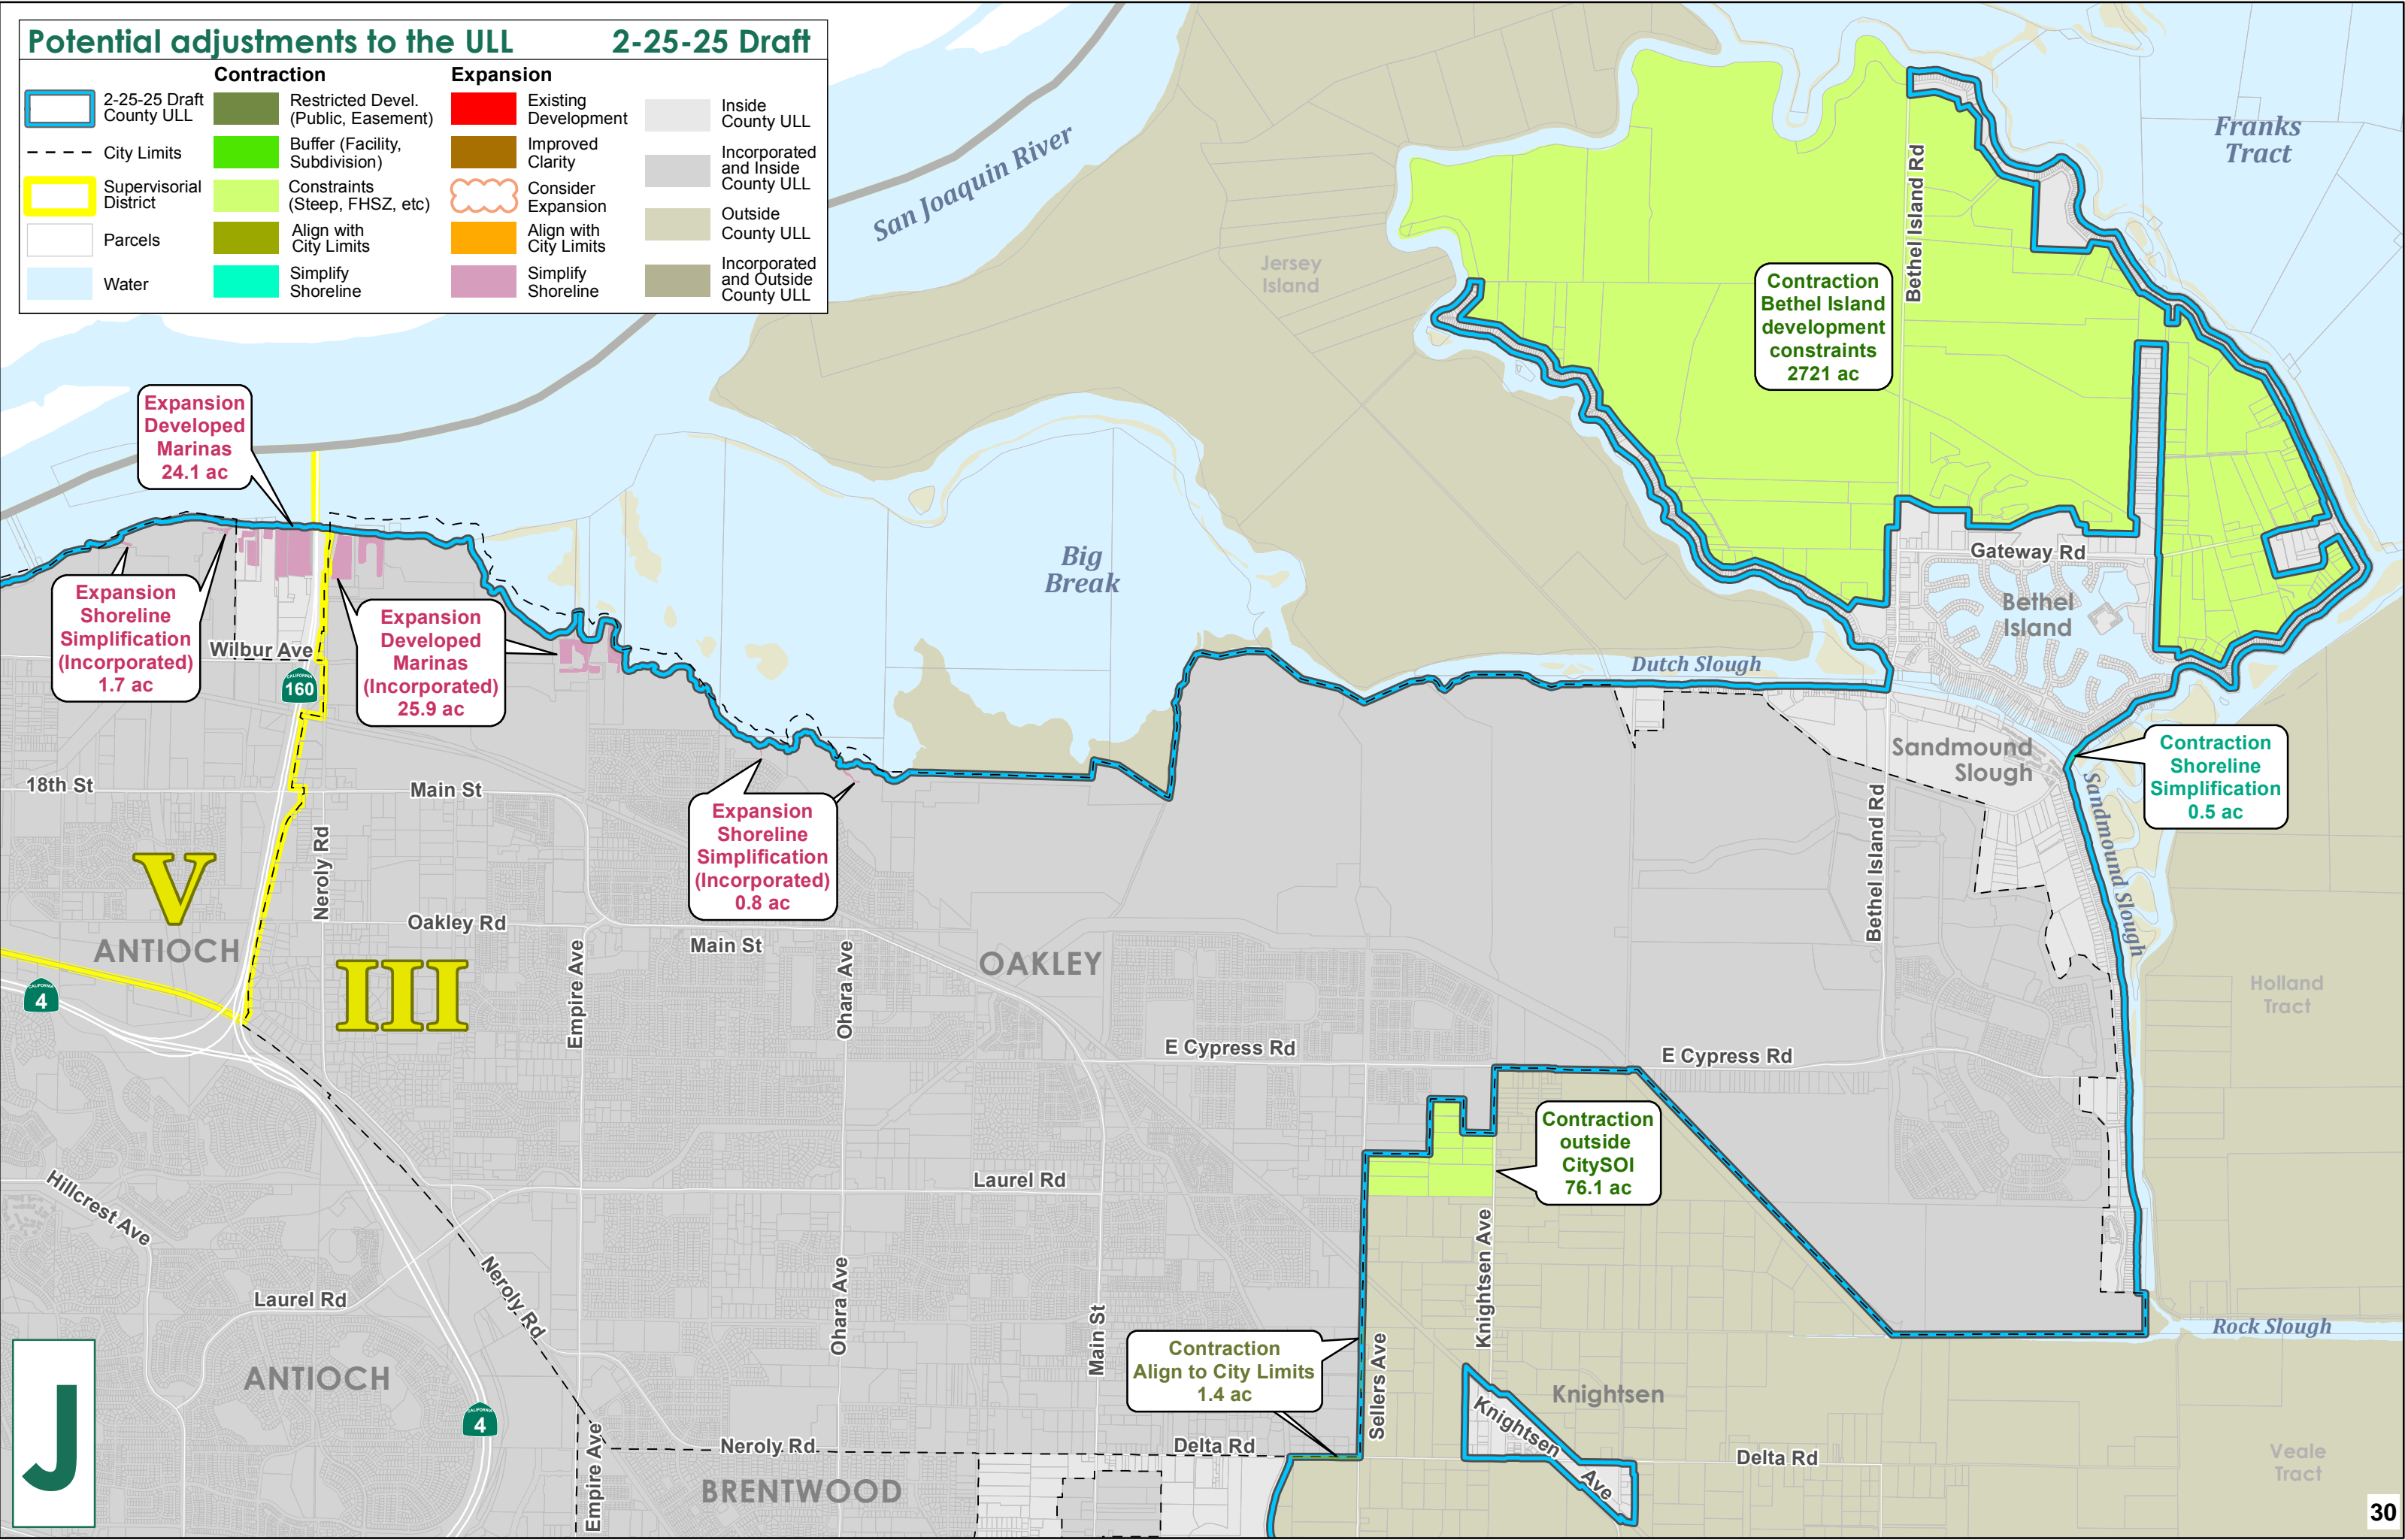 Potential adjustments to the ULL 2-25-25 Draft
2-25-25 Draft
County ULL
City Limits
Supervisorial
District
Parcels
Water
Contraction
Restricted Devel.
(Public, Easement)
Buffer (Facility,
Subdivision)
Constraints
(Steep, FHSZ, etc)
Align with
City Limits
Simplify
Shoreline
Expansion
Existing
Development
Improved
Clarity
Consider
Expansion
Align with
City Limits
Simplify
Shoreline
Inside
County ULL
Incorporated
and Inside
County ULL
Outside
County ULL
Incorporated
and Outside
County ULL
San Joaquin River
Jersey
Island
Franks
Tract
Bethel Island Rd
Contraction
Bethel Island
development
constraints
2721 ac
Expansion
Developed
Marinas
24.1 ac
Expansion
Shoreline
Simplification
(Incorporated)
1.7 ac
Expansion
Developed
Marinas
(Incorporated)
25.9 ac
Wilbur Ave
CALIFORNIA
160
Big
Break
Gateway Rd
Bethel
Island
Dutch Slough
Sandmound
Slough
Contraction
Shoreline
Simplification
0.5 ac
Sandmound Slough
18th St
Main St
Expansion
Shoreline
Simplification
(Incorporated)
0.8 ac
Neroly Rd
Bethel Island Rd
V
ANTIOCH
III
Oakley Rd
Main St
Empire Ave
Ohara Ave
OAKLEY
CALIFORNIA
4
Holland
Tract
E Cypress Rd
E Cypress Rd
Contraction
outside
CitySOI
76.1 ac
Hillcrest Ave
Laurel Rd
Laurel Rd
Neroly Rd
Ohara Ave
Main St
Knightsen Ave
Rock Slough
Contraction
Align to City Limits
1.4 ac
Sellers Ave
Knightsen
Knightsen
Ave
ANTIOCH
CALIFORNIA
4
Empire Ave
Neroly Rd
Delta Rd
Delta Rd
BRENTWOOD
Veale
Tract
J
30